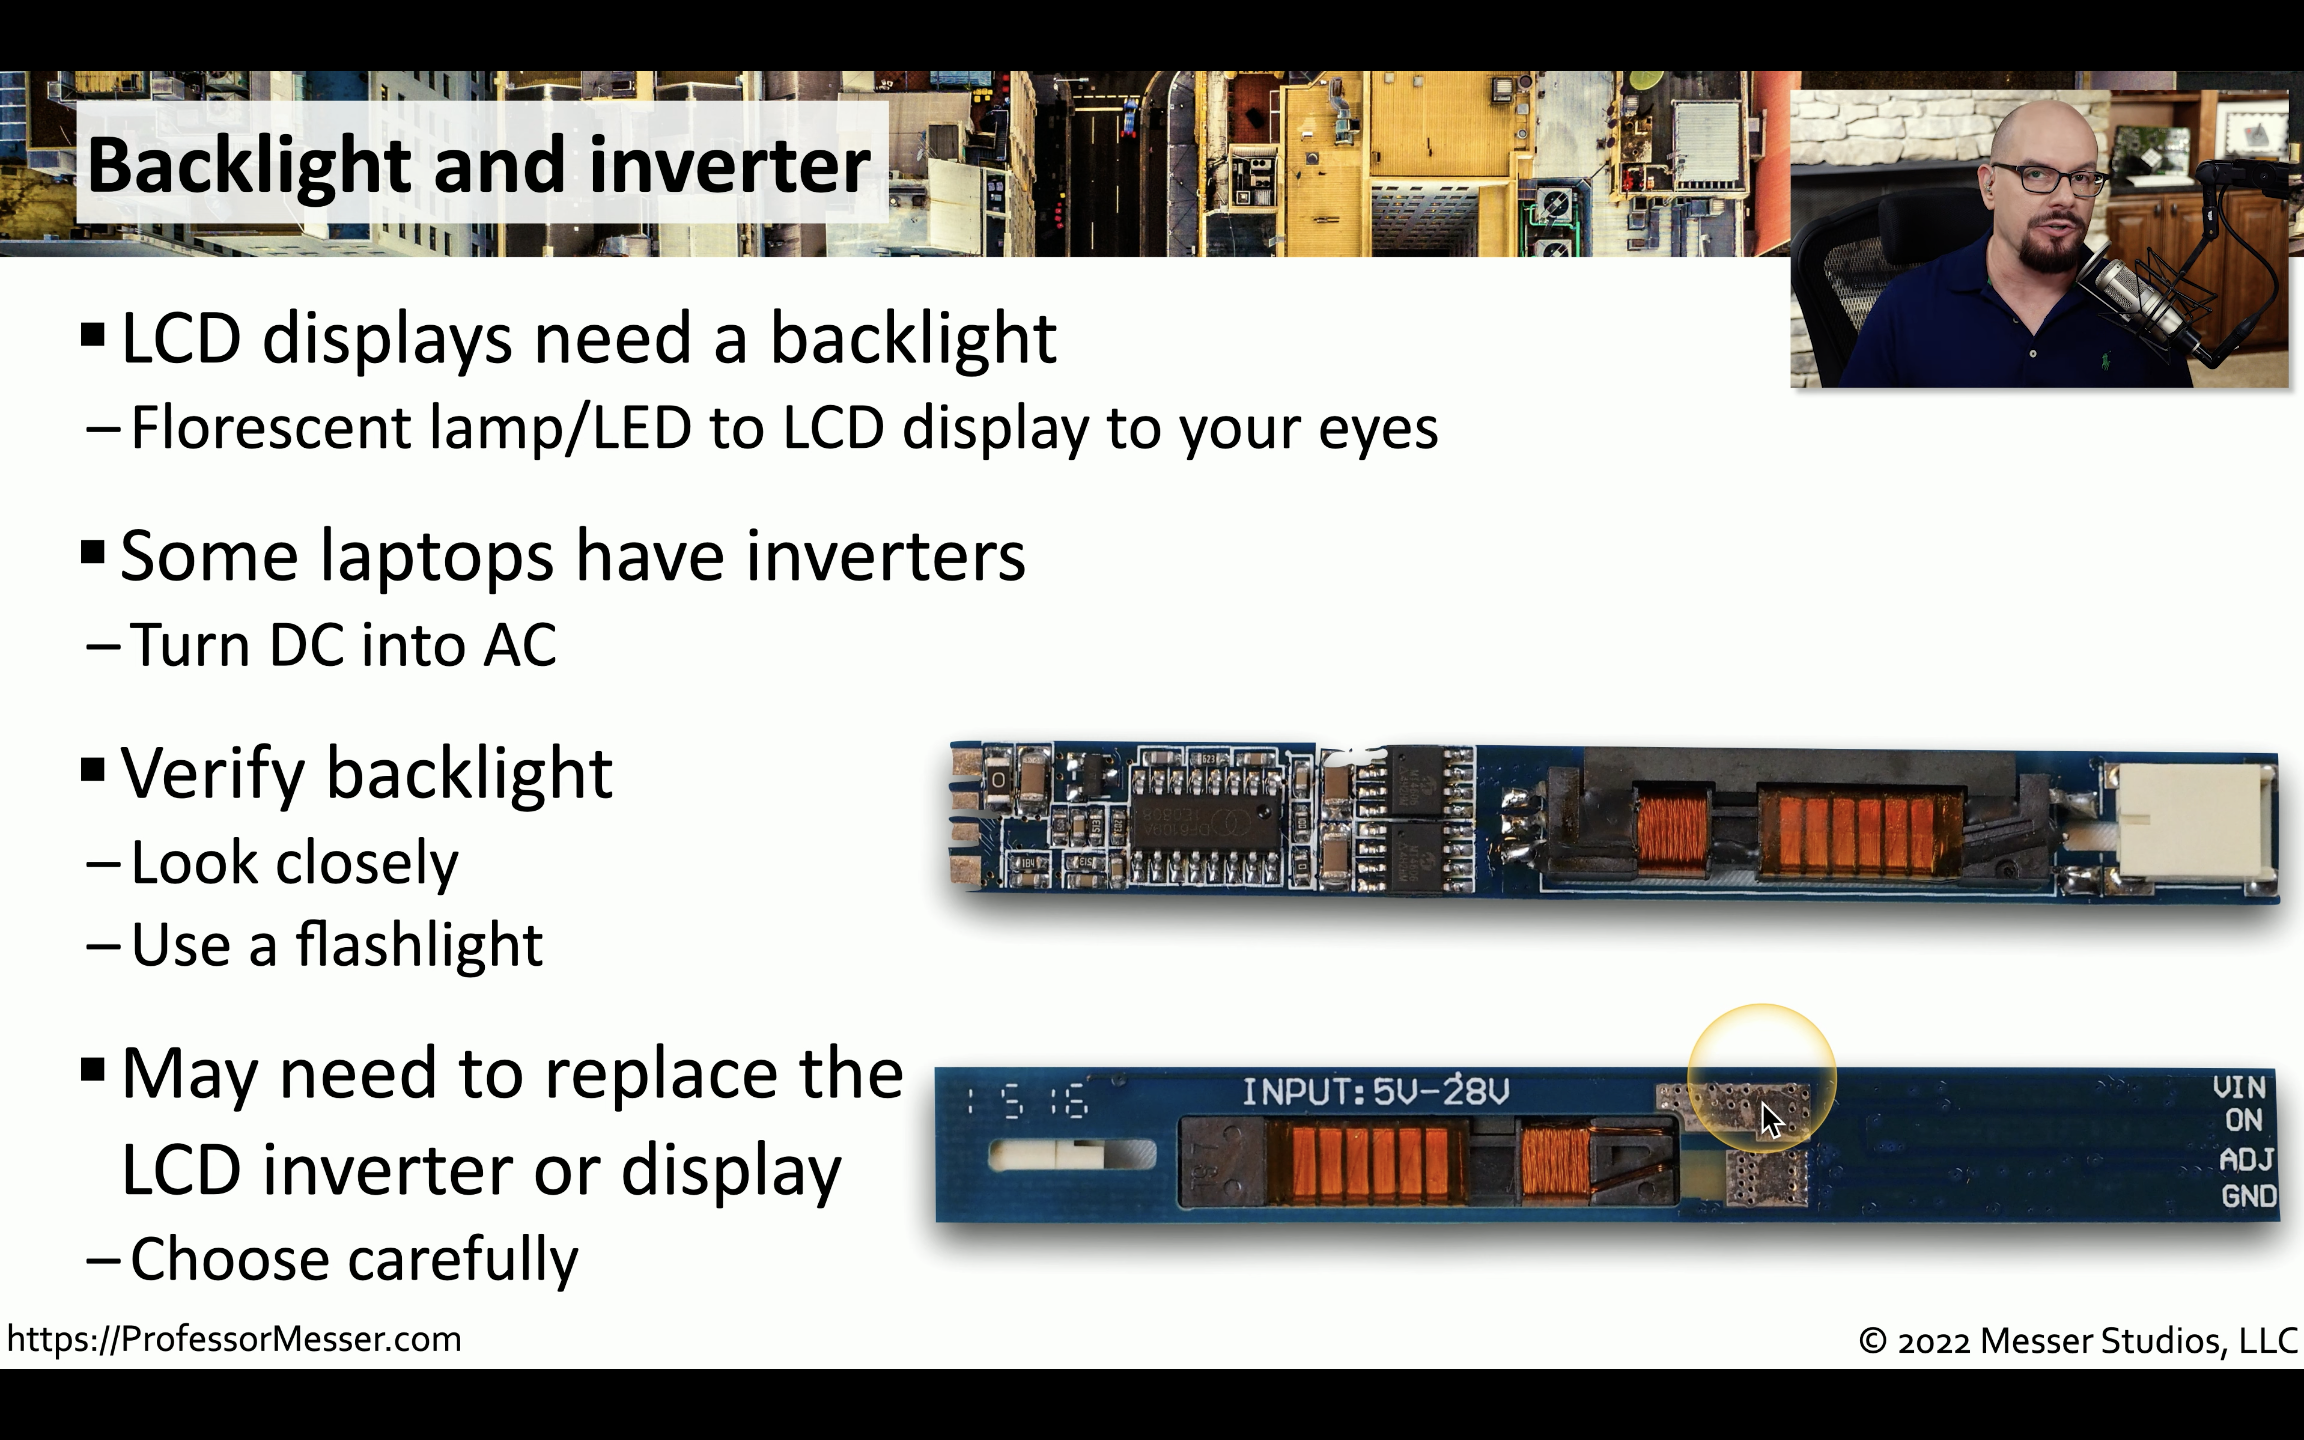 Backlight and inverter
▪ LCD displays need a backlight
– Florescent lamp/LED to LCD display to your eyes
▪ Some laptops have inverters
– Turn DC into AC
▪ Verify backlight
– Look closely
– Use a flashlight
▪ May need to replace the
LCD inverter or display
– Choose carefully
INPUT:5V-28V
VIN
ON
ADJ
GND
https://ProfessorMesser.com
© 2022 Messer Studios, LLC